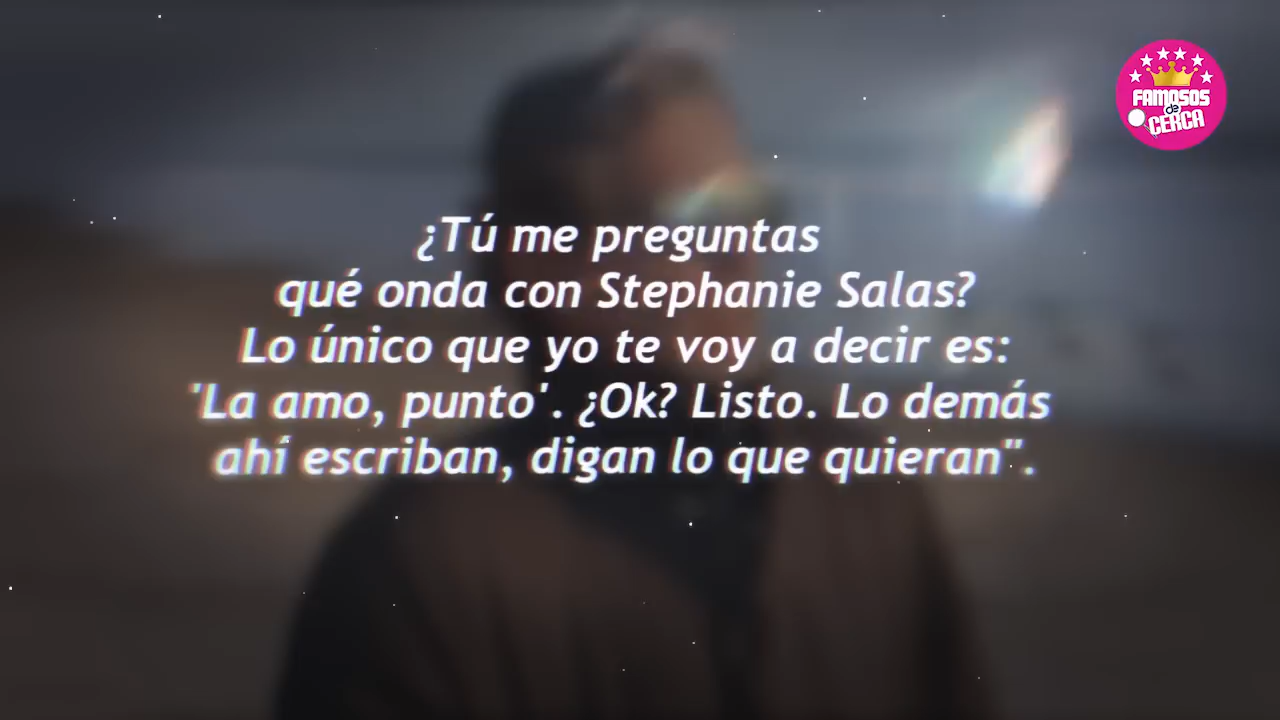 FAMOSOS
de
CERCA
¿Tú me preguntas
qué onda con Stephanie Salas?
Lo único que yo te voy a decir es:
'La amo, punto'. ¿Ok? Listo. Lo demás
ahí escriban, digan lo que quieran".